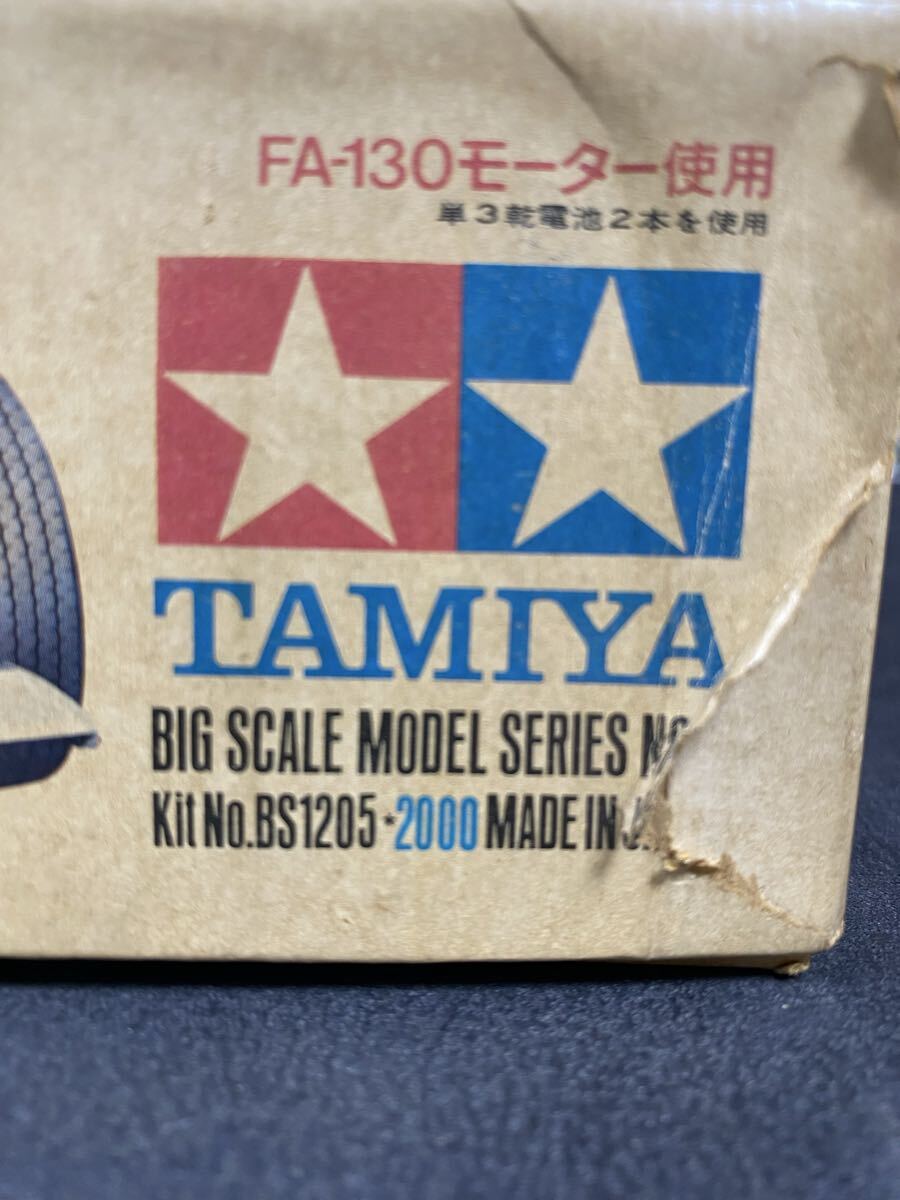 FA-130モーター使用
単3乾電池2本を使用
TAMIYA
BIG SCALE MODEL SERIES
Kit No.BS1205★2000 MADE IN